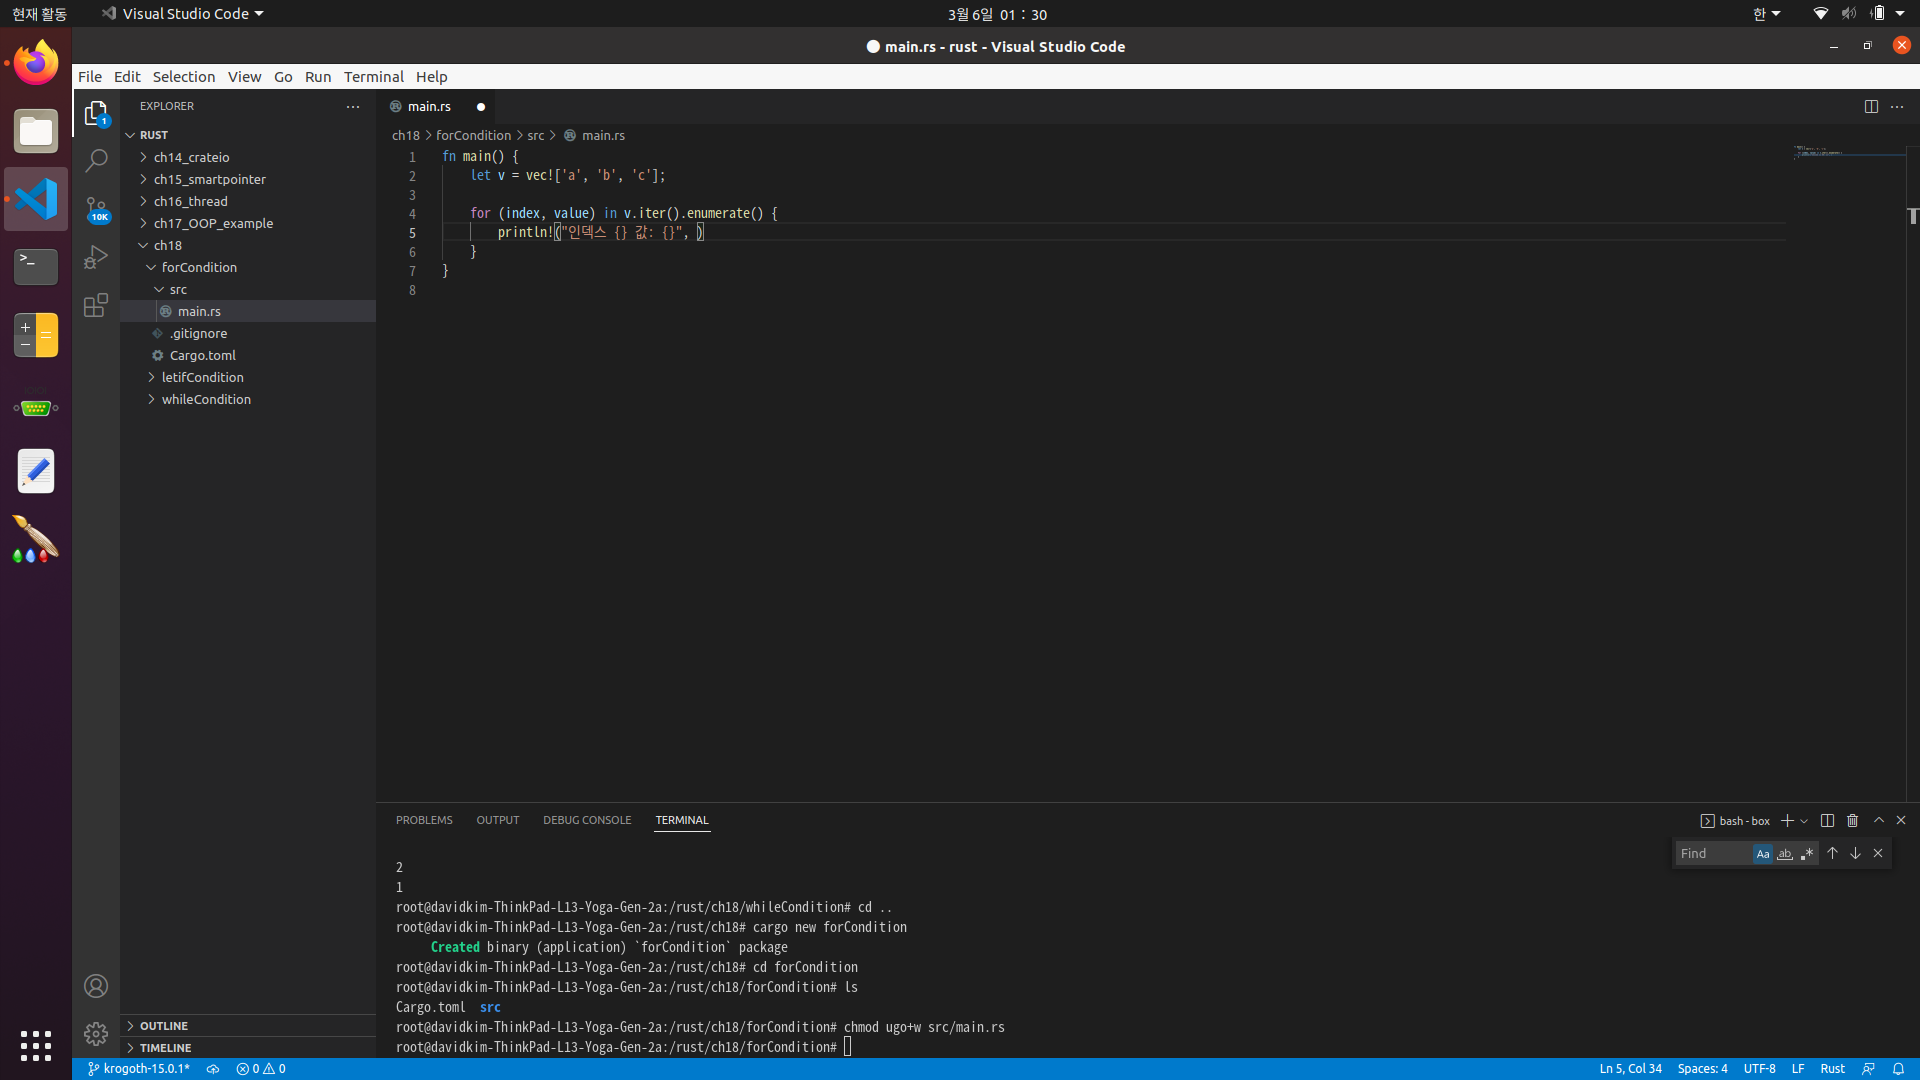 현재 활동 Visual Studio Code 3월 6일 01 : 30 한
main.rs - rust - Visual Studio Code
File Edit Selection View Go Run Terminal Help
EXPLORER
1
RUST
ch14_crateio
ch15_smartpointer
ch16_thread
10K
ch17_OOP_example
ch18
forCondition
src
main.rs
.gitignore
Cargo.toml
letifCondition
whileCondition
OUTLINE
TIMELINE
main.rs
ch18 > forCondition > src > main.rs
1 fn main() {
2 let v = vec!['a', 'b', 'c'];
3
4 for (index, value) in v.iter().enumerate() {
5 println!("인덱스 {} 값: {}", )
6 }
7 }
8
PROBLEMS OUTPUT DEBUG CONSOLE TERMINAL bash - box
Find Aa ab .*
2
1
root@davidkim-ThinkPad-L13-Yoga-Gen-2a:/rust/ch18/whileCondition# cd ..
root@davidkim-ThinkPad-L13-Yoga-Gen-2a:/rust/ch18# cargo new forCondition
Created binary (application) `forCondition` package
root@davidkim-ThinkPad-L13-Yoga-Gen-2a:/rust/ch18# cd forCondition
root@davidkim-ThinkPad-L13-Yoga-Gen-2a:/rust/ch18/forCondition# ls
Cargo.toml src
root@davidkim-ThinkPad-L13-Yoga-Gen-2a:/rust/ch18/forCondition# chmod ugo+w src/main.rs
root@davidkim-ThinkPad-L13-Yoga-Gen-2a:/rust/ch18/forCondition#
krogoth-15.0.1* 0 0 Ln 5, Col 34 Spaces: 4 UTF-8 LF Rust